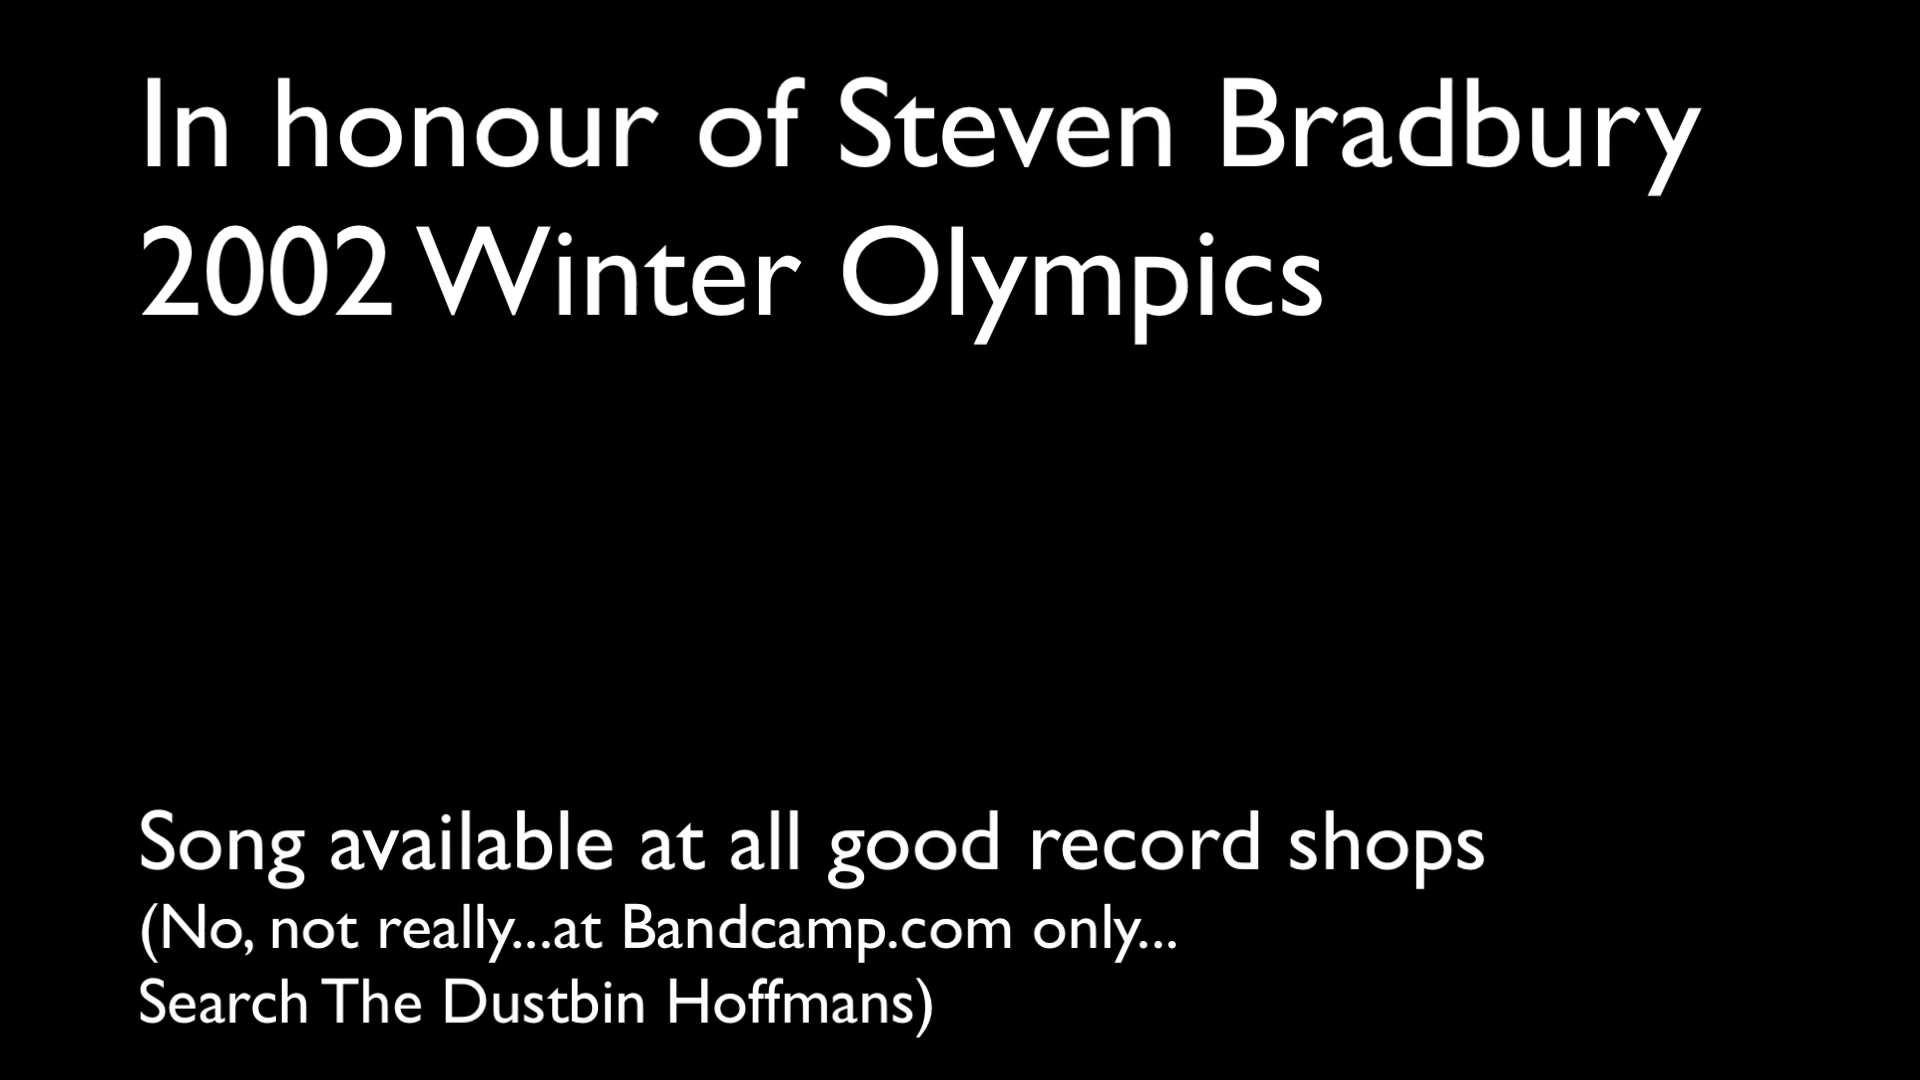 In honour of Steven Bradbury
2002 Winter Olympics
Song available at all good record shops
(No, not really...at Bandcamp.com only...
Search The Dustbin Hoffmans)